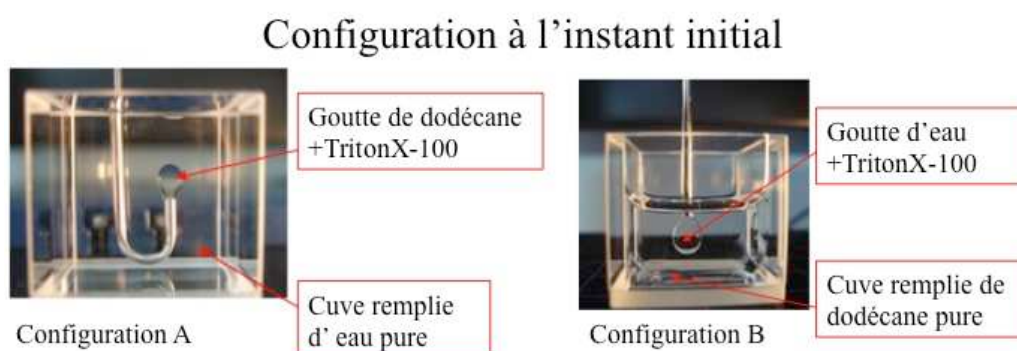 Configuration à l'instant initial
Goutte de dodécane
+TritonX-100
Cuve remplie
d' eau pure
Configuration A
Goutte d'eau
+TritonX-100
Cuve remplie de
dodécane pure
Configuration B